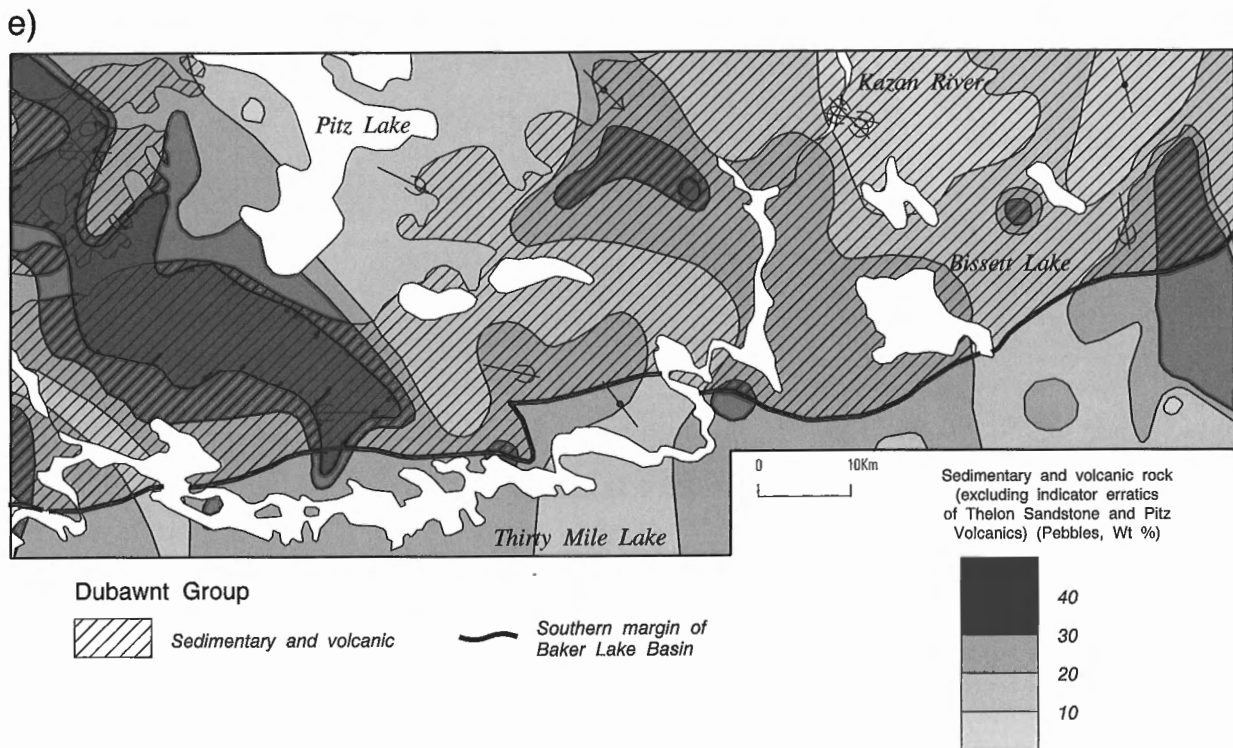 e)
Pitz Lake
Kazan River
Bissett Lake
Thirty Mile Lake
0 10Km
Sedimentary and volcanic rock
(excluding indicator erratics
of Thelon Sandstone and Pitz
Volcanics) (Pebbles, Wt %)
40
30
20
10
Dubawnt Group
Sedimentary and volcanic
Southern margin of
Baker Lake Basin